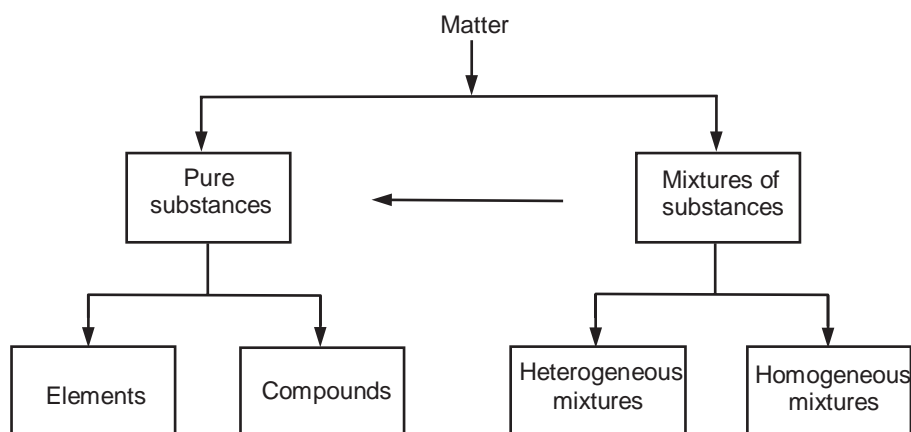 Matter
Pure
substances
Mixtures of
substances
Elements
Compounds
Heterogeneous
mixtures
Homogeneous
mixtures